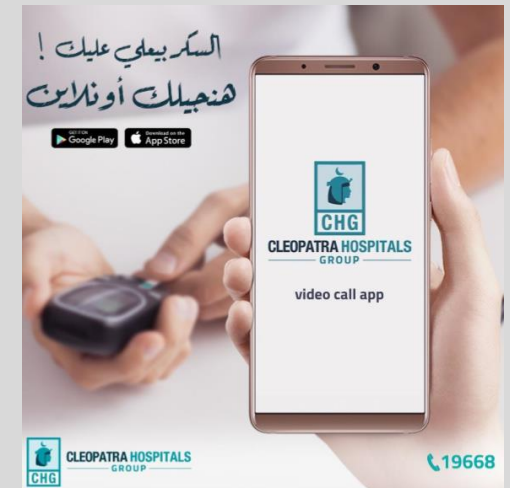 السكر بيعلي عليك !
هنجيلك أونلاين
GET IT ON
Google Play
Download on the
App Store
CHG
CLEOPATRA HOSPITALS
GROUP
video call app
CHG
CLEOPATRA HOSPITALS
GROUP
19668